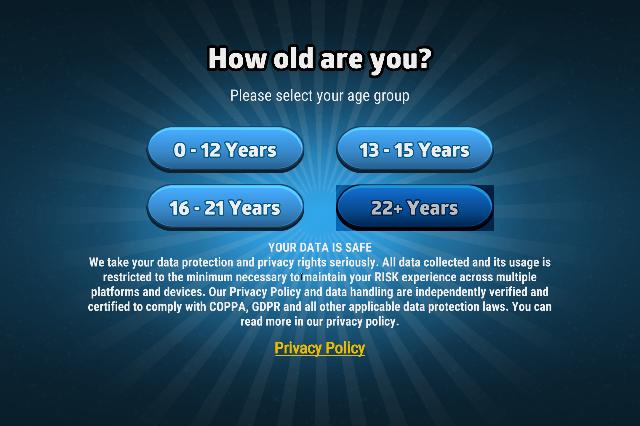 How old are you?
Please select your age group
0 - 12 Years
13 - 15 Years
16 - 21 Years
22+ Years
YOUR DATA IS SAFE
We take your data protection and privacy rights seriously. All data collected and its usage is
restricted to the minimum necessary to maintain your RISK experience across multiple
platforms and devices. Our Privacy Policy and data handling are independently verified and
certified to comply with COPPA, GDPR and all other applicable data protection laws. You can
read more in our privacy policy.
Privacy Policy